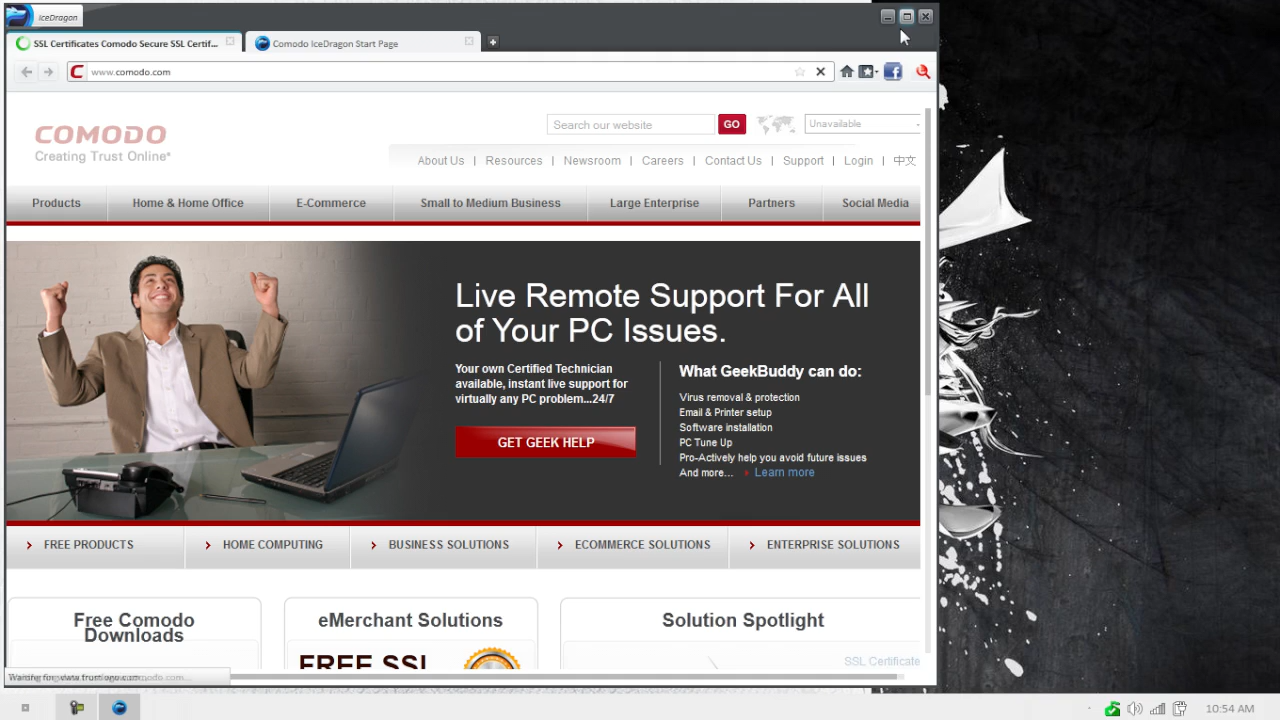 IceDragon
SSL Certificates Comodo Secure SSL Certif...
Comodo IceDragon Start Page
www.comodo.com
COMODO
Creating Trust Online®
Search our website
GO
Unavailable
About Us | Resources | Newsroom | Careers | Contact Us | Support | Login | 中文
Products
Home & Home Office
E-Commerce
Small to Medium Business
Large Enterprise
Partners
Social Media
Live Remote Support For All
of Your PC Issues.
Your own Certified Technician
available, instant live support for
virtually any PC problem...24/7
GET GEEK HELP
What GeekBuddy can do:
Virus removal & protection
Email & Printer setup
Software installation
PC Tune Up
Pro-Actively help you avoid future issues
And more... Learn more
FREE PRODUCTS
HOME COMPUTING
BUSINESS SOLUTIONS
ECOMMERCE SOLUTIONS
ENTERPRISE SOLUTIONS
Free Comodo
Downloads
eMerchant Solutions
Solution Spotlight
FREE SSL
SSL Certificate
10:54 AM